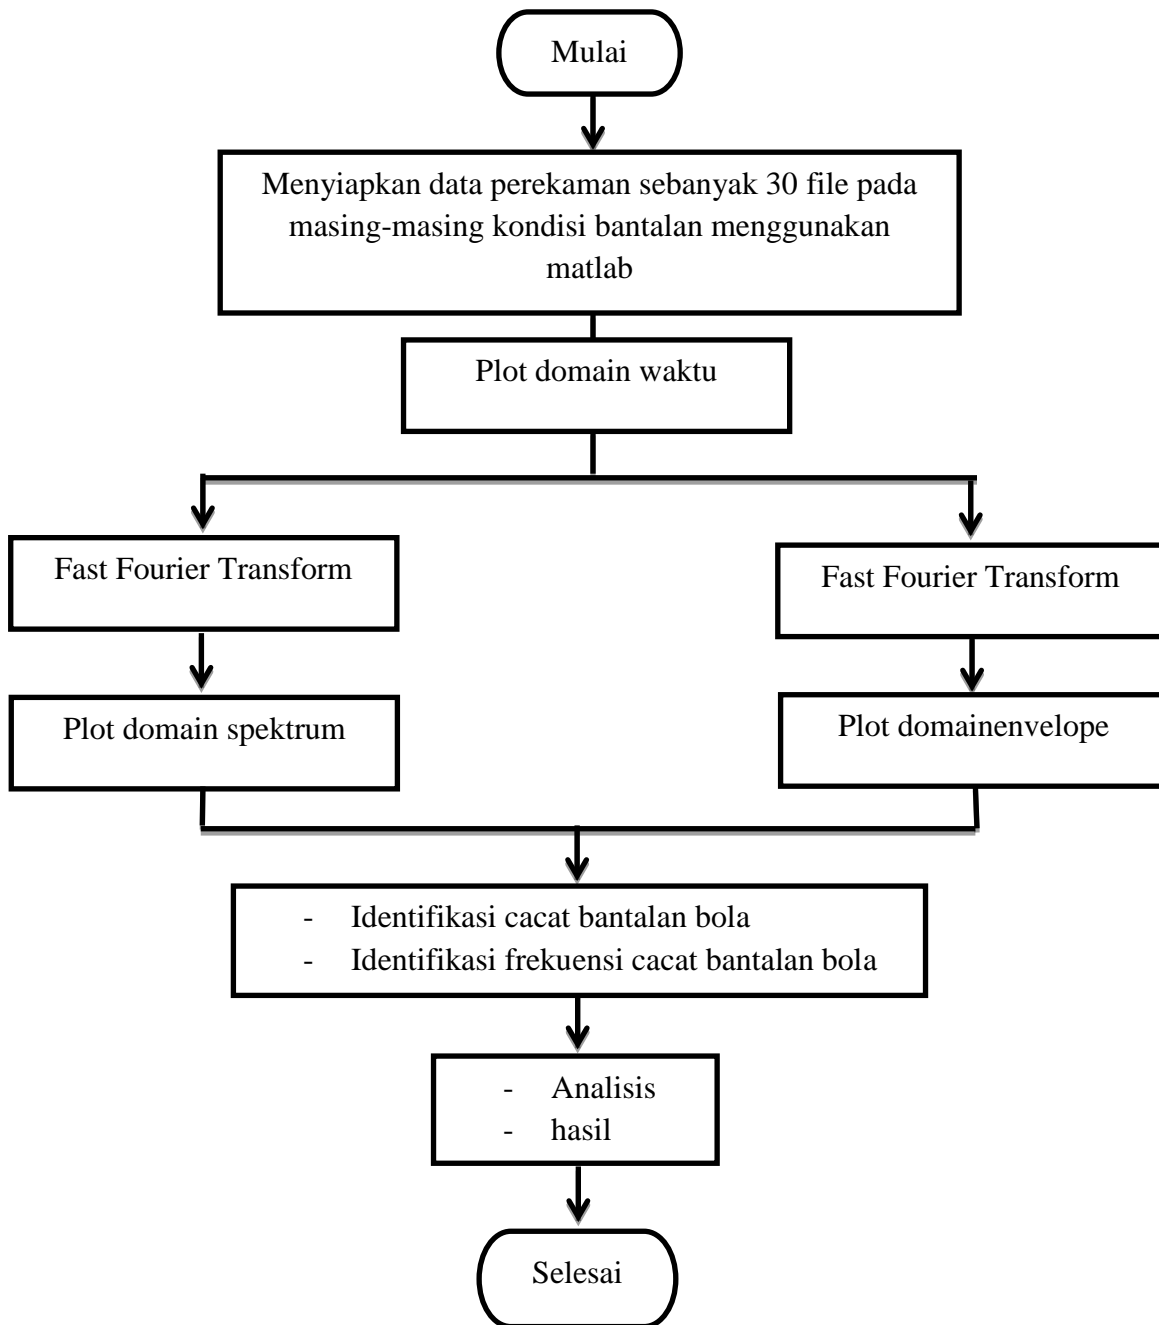 Mulai
Menyiapkan data perekaman sebanyak 30 file pada
masing-masing kondisi bantalan menggunakan
matlab
Plot domain waktu
Fast Fourier Transform
Fast Fourier Transform
Plot domain spektrum
Plot domainenvelope
- Identifikasi cacat bantalan bola
- Identifikasi frekuensi cacat bantalan bola
- Analisis
- hasil
Selesai